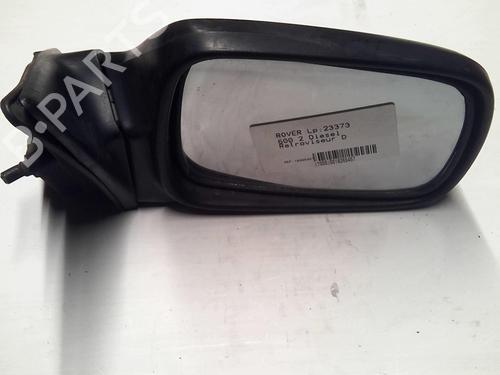 B-PARTS
ROVER Lp:23373
600 2 Diesel
Retroviseur D